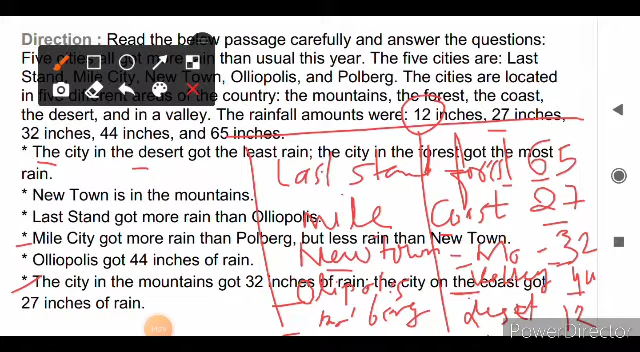 Direction : Read the below passage carefully and answer the questions:
Five cities all got more rain than usual this year. The five cities are: Last
Stand, Mile City, New Town, Olliopolis, and Polberg. The cities are located
in five different areas of the country: the mountains, the forest, the coast,
the desert, and in a valley. The rainfall amounts were: 12 inches, 27 inches,
32 inches, 44 inches, and 65 inches.
* The city in the desert got the least rain; the city in the forest got the most
rain.
* New Town is in the mountains.
* Last Stand got more rain than Olliopolis.
* Mile City got more rain than Polberg, but less rain than New Town.
* Olliopolis got 44 inches of rain.
* The city in the mountains got 32 inches of rain; the city on the coast got
27 inches of rain.
Last stand forest 65
mile Coast 27
New town - Mo - 32
Olipolis valley 44
berg deset 12
PowerDirector